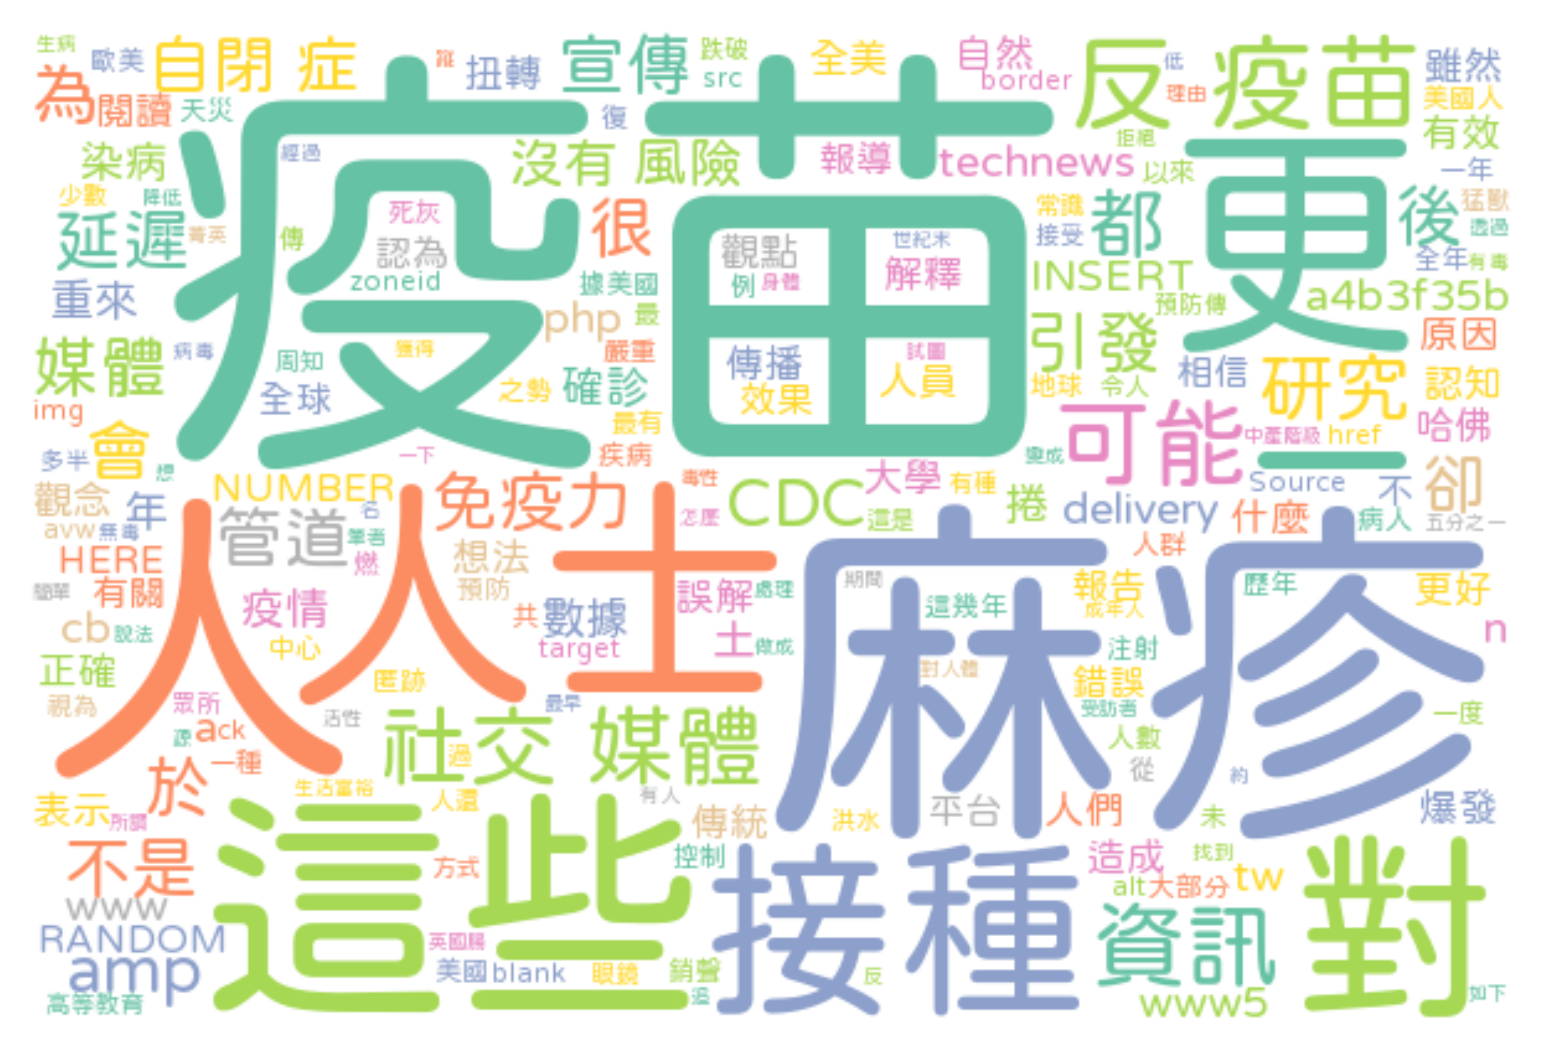 生病
歐美
自閉 症
蹤
扭轉
宣傳
跌破
src
全美
自然
border
反 疫苗
低
理由
雖然
美國人
為
閱讀
天災
復
拒絕
有效
染病
經過
疫苗
沒有 風險
報導
technews
以來
更
一年
少數
降低
延遲
菁英
傳
死灰
認為
zoneid
很
據美國
觀點
例
身體
世紀末
解釋
常識
接受
都
後
猛獸
透過
全年
有毒
INSERT
預防傳
a4b3f35b
重來
php
最
嚴重
引發
原因
媒體
病毒
周知
獲得
全球
之勢
確診
最有
傳播
效果
試圖
人員
地球
令人
相信
研究
認知
img
會
多半
想
一下
疾病
變成
可能
中產階級
href
哈佛
一
Source
觀念
年
NUMBER
名
免疫力
毒性
怎麼
CDC
大學
有種
這是
捲
delivery
什麼
不
病人
卻
五分之一
avw
無毒
HERE
管道
筆者
燃
想法
預防
人 人士
麻疹
人群
簡單
有關
疫情
共
數據
誤解
處理
期間
這幾年
報告
成年人
歷年
更好
cb
說法
中心
target
土
做成
對人體
注射
n
正確
匿跡
錯誤
視為
眾所
源
ack
活性
最早
受訪者
一度
社交 媒體
過
人數
從
約
於
一種
表示
所謂
生活富裕
人還
有人
傳統
洪水
平台
人們
未
爆發
不是
這些
方式
控制
接種
造成
找到
alt
大部分
tw
對
www
RANDOM
amp
英國腸
美國
blank
眼鏡
銷聲
追
反
資訊
高等教育
www5
如下